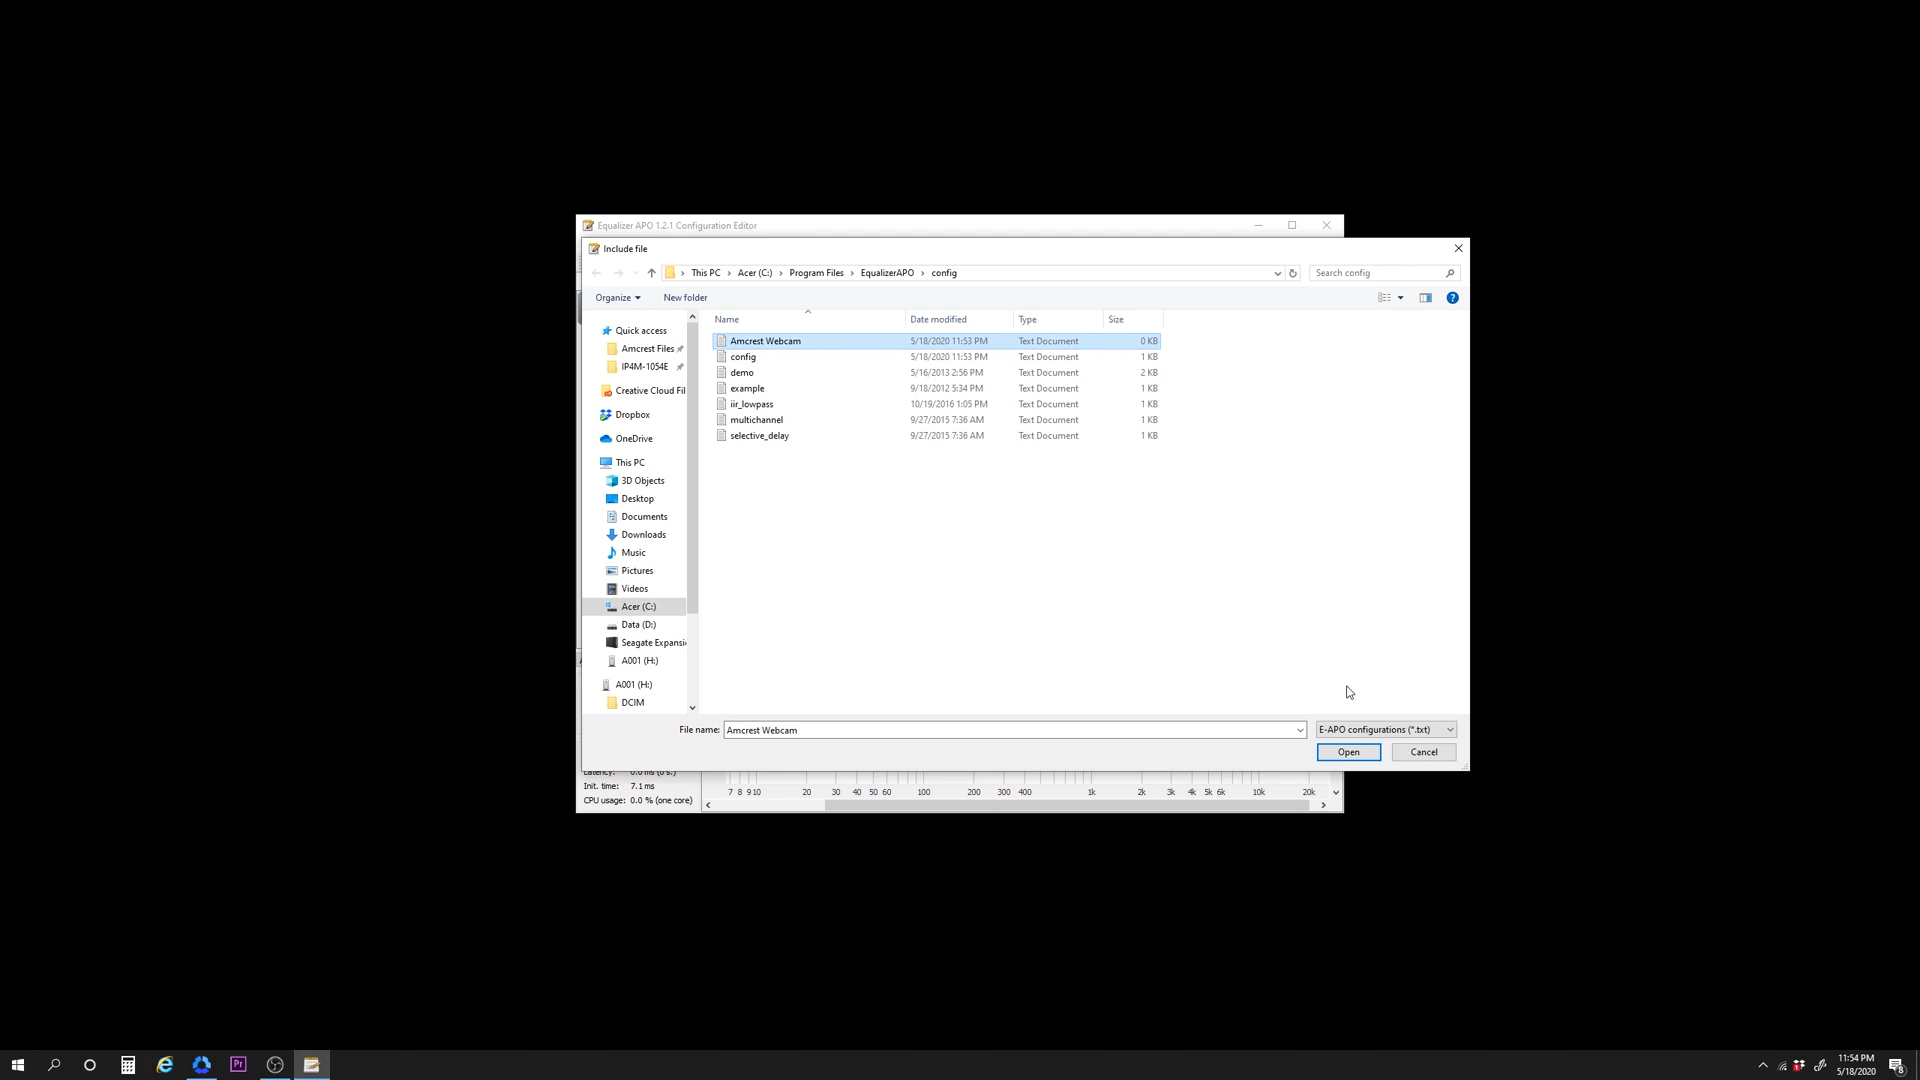 Equalizer APO 1.2.1 Configuration Editor
Include file
This PC > Acer (C:) > Program Files > EqualizerAPO > config
Search config
Organize
New folder
?
Name Date modified Type Size
Amcrest Webcam 5/18/2020 11:53 PM Text Document 0 KB
config 5/18/2020 11:53 PM Text Document 1 KB
demo 5/16/2013 2:56 PM Text Document 2 KB
example 9/18/2012 5:34 PM Text Document 1 KB
iir_lowpass 10/19/2016 1:05 PM Text Document 1 KB
multichannel 9/27/2015 7:36 AM Text Document 1 KB
selective_delay 9/27/2015 7:36 AM Text Document 1 KB
Quick access
Amcrest Files
IP4M-1054E
Creative Cloud Fil
Dropbox
OneDrive
This PC
3D Objects
Desktop
Documents
Downloads
Music
Pictures
Videos
Acer (C:)
Data (D:)
Seagate Expansi
A001 (H:)
A001 (H:)
DCIM
File name: Amcrest Webcam
E-APO configurations (*.txt)
Open
Cancel
Latency: 0.0 ms (0 s.)
Init. time: 7.1 ms
CPU usage: 0.0 % (one core)
7 8 9 10 20 30 40 50 60 100 200 300 400 1k 2k 3k 4k 5k 6k 10k 20k
Pr
11:54 PM
5/18/2020
8